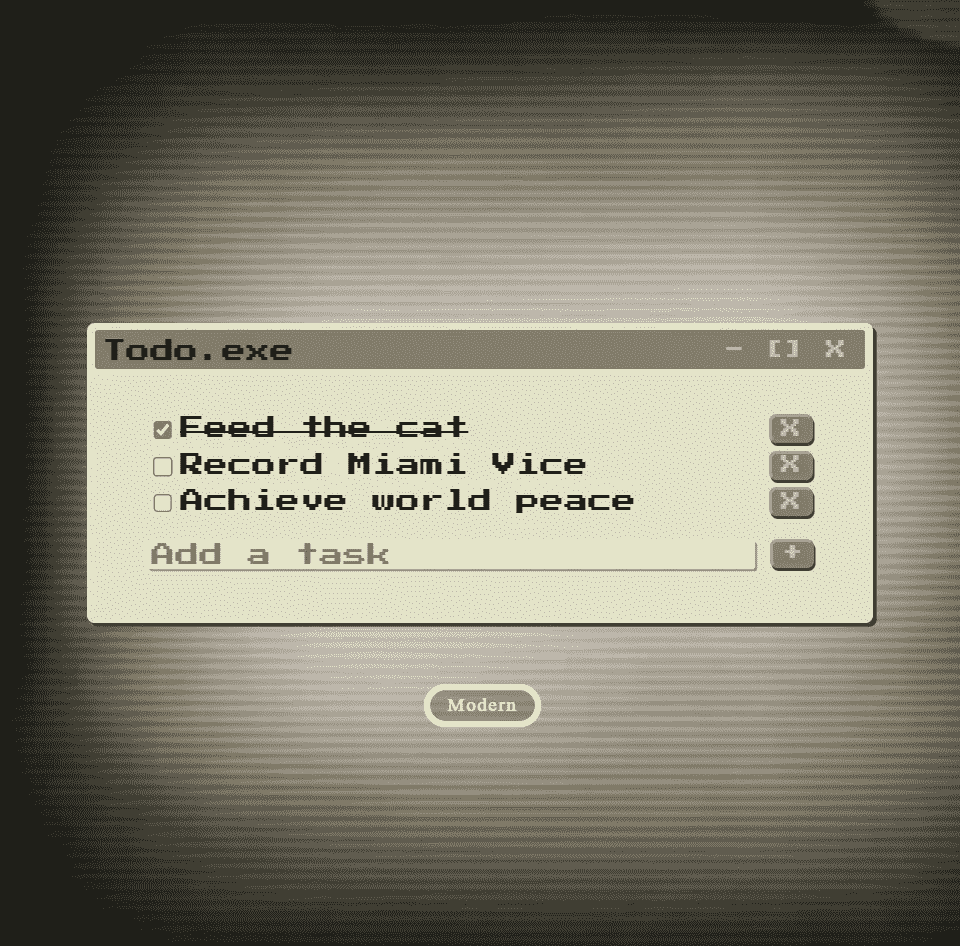 Todo.exe - [] X
Feed the cat X
Record Miami Vice X
Achieve world peace X
Add a task +
Modern